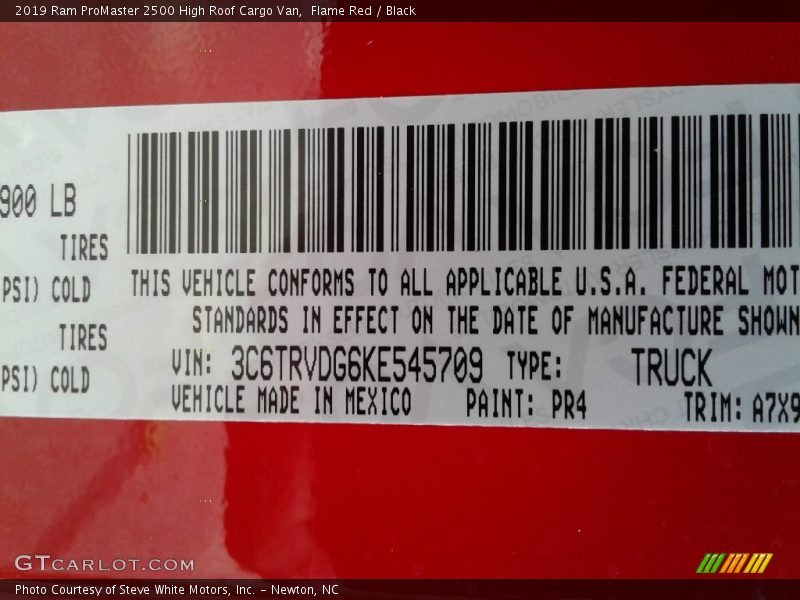 2019 Ram ProMaster 2500 High Roof Cargo Van, Flame Red / Black
900 LB
TIRES
PSI) COLD
TIRES
PSI) COLD
THIS VEHICLE CONFORMS TO ALL APPLICABLE U.S.A. FEDERAL MOT
STANDARDS IN EFFECT ON THE DATE OF MANUFACTURE SHOWN
VIN: 3C6TRVDG6KE545709 TYPE: TRUCK
VEHICLE MADE IN MEXICO PAINT: PR4 TRIM: A7X9
GTCARLOT.COM
Photo Courtesy of Steve White Motors, Inc. – Newton, NC